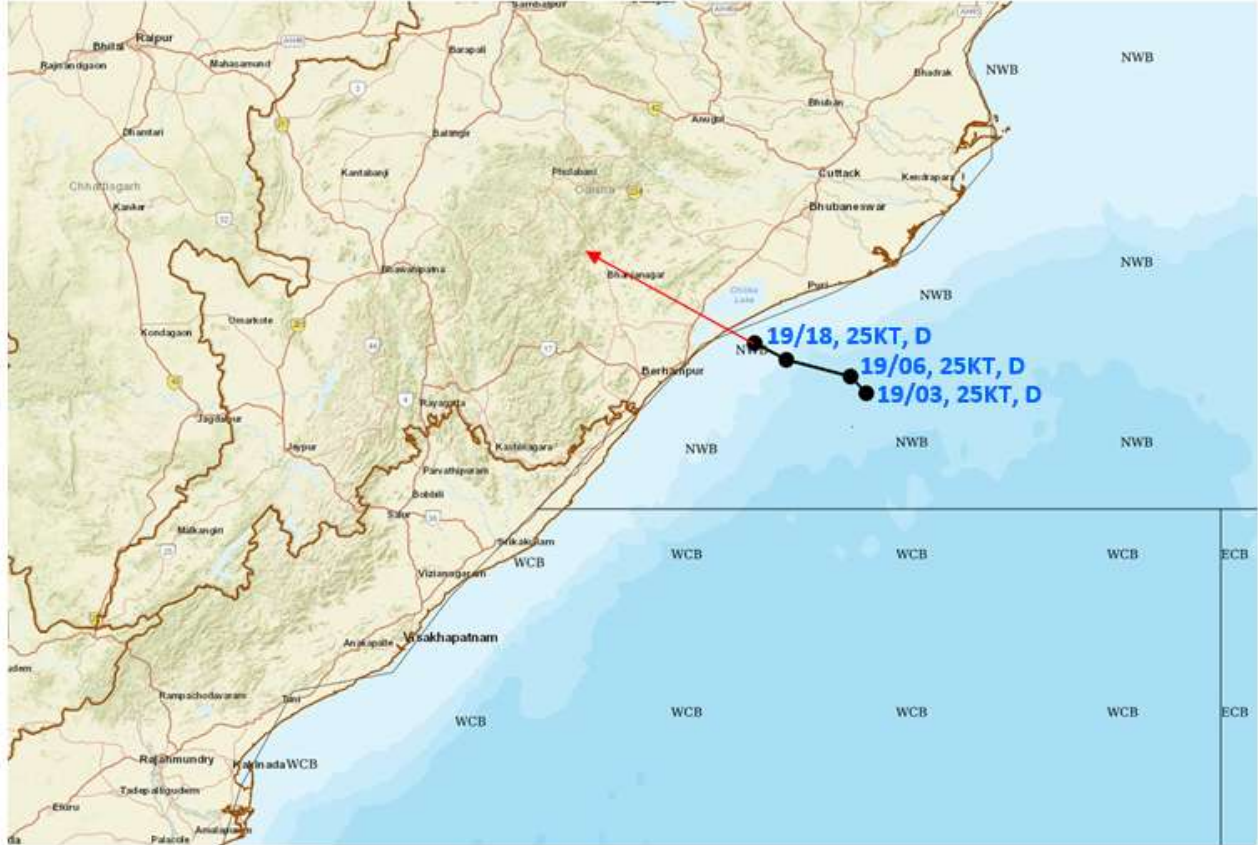 Sambalpur
Bhilai
Raipur
Rajnandgaon
Mahasamund
Barapali
Bhadrak
NWB
NWB
Bhuban
Anugul
Dhamtari
Balangir
Kantabanji
Phulabani
Cuttack
Kendrapara
Chhattisgarh
Odisha
Kanker
Bhubaneswar
Bhawanipatna
Bhanjanagar
NWB
Puri
Chilika
Lake
NWB
Umarkote
Kondagaon
19/18, 25KT, D
NWB
19/06, 25KT, D
Berhampur
19/03, 25KT, D
Rayagada
Jagdalpur
Jeypur
Kashinagara
NWB
NWB
NWB
Parvathipuram
Bobbili
Salur
Malkangiri
Srikakulam
WCB
WCB
WCB
WCB
ECB
Vizianagaram
Visakhapatnam
Anakapalle
Rampachodavaram
Tuni
WCB
WCB
WCB
WCB
ECB
Rajahmundry
Kakinada
WCB
Tadepalligudem
Eluru
Amalapuram
Palacole